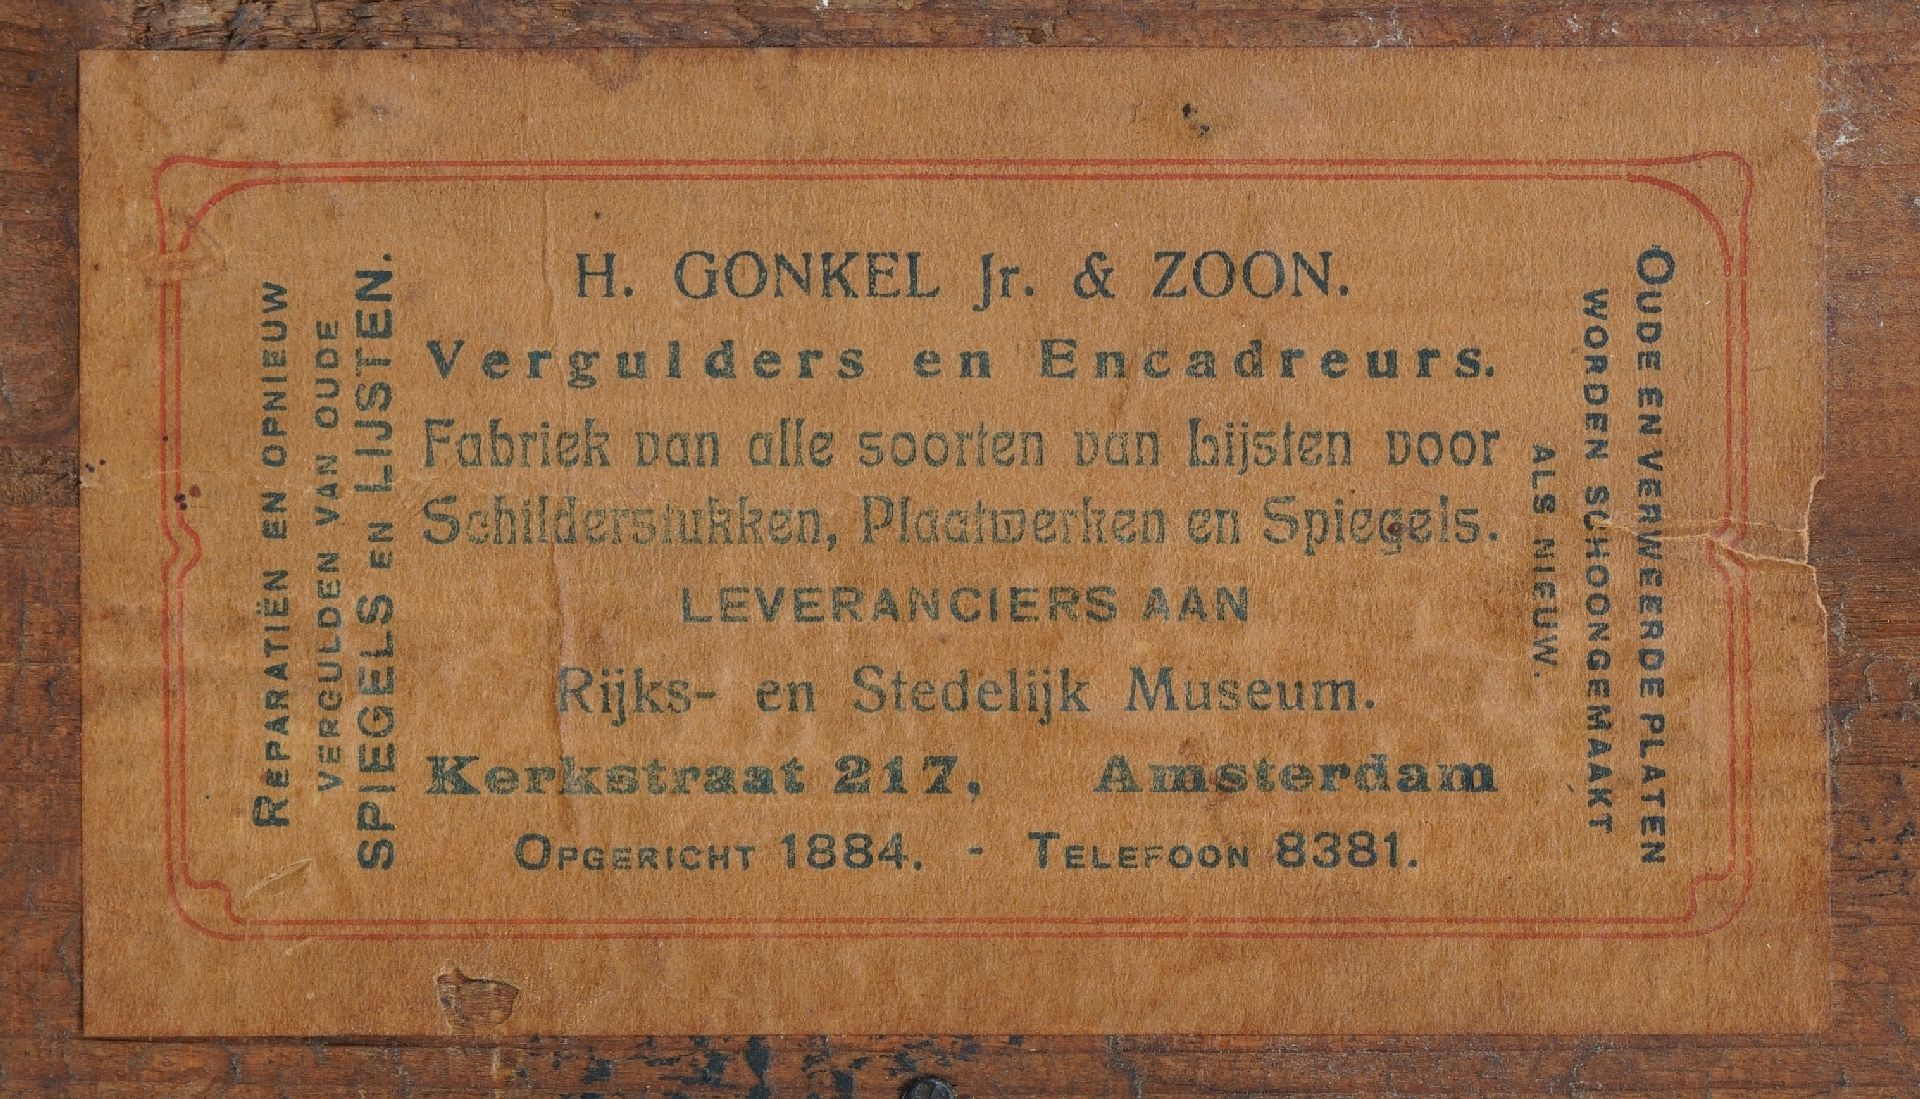 REPARATIËN EN OPNIEUW
VERGULDEN VAN OUDE
SPIEGELS EN LIJSTEN.
H. GONKEL Jr. & ZOON.
Vergulders en Encadreurs.
Fabriek van alle soorten van Lijsten voor
Schilderstukken, Plaatwerken en Spiegels.
LEVERANCIERS AAN
Rijks- en Stedelijk Museum.
Kerkstraat 217, Amsterdam
OPGERICHT 1884. - TELEFOON 8381.
OUDE EN VERWEERDE PLATEN
WORDEN SCHOONGEMAAKT
ALS NIEUW.